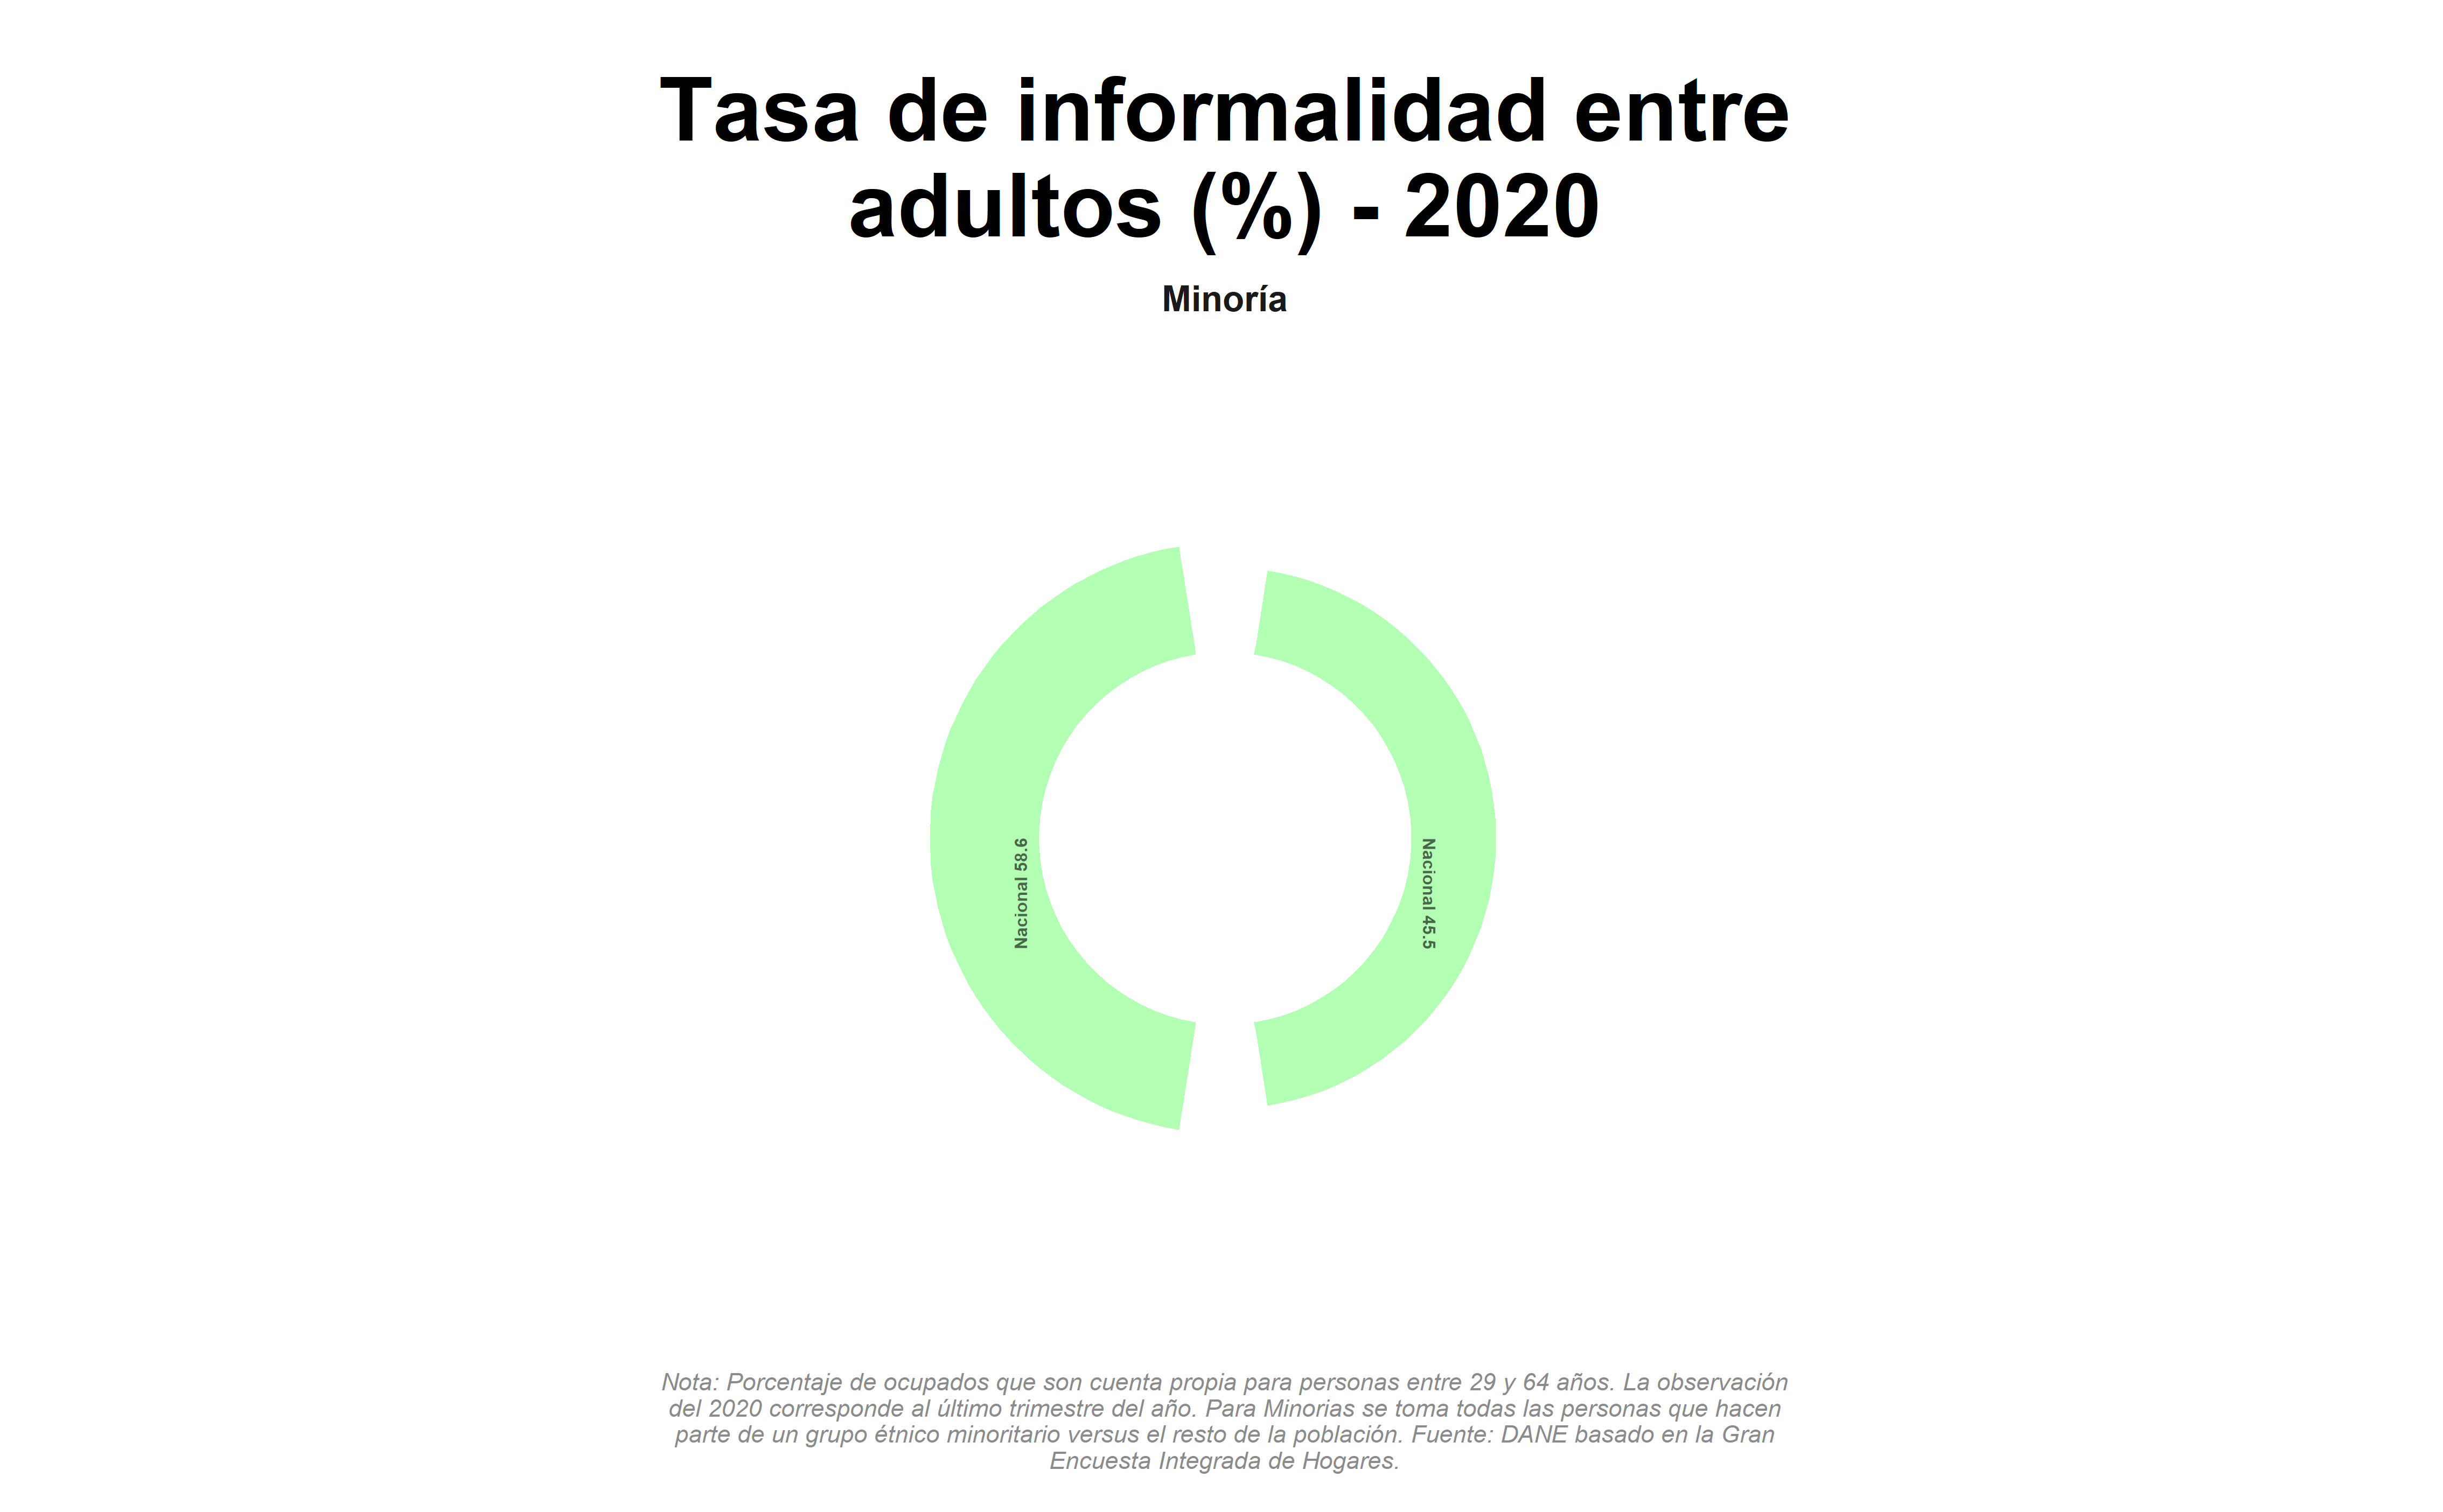 Tasa de informalidad entre
adultos (%) - 2020
Minoría
Nacional 58.6
Nacional 45.5
Nota: Porcentaje de ocupados que son cuenta propia para personas entre 29 y 64 años. La observación
del 2020 corresponde al último trimestre del año. Para Minorias se toma todas las personas que hacen
parte de un grupo étnico minoritario versus el resto de la población. Fuente: DANE basado en la Gran
Encuesta Integrada de Hogares.